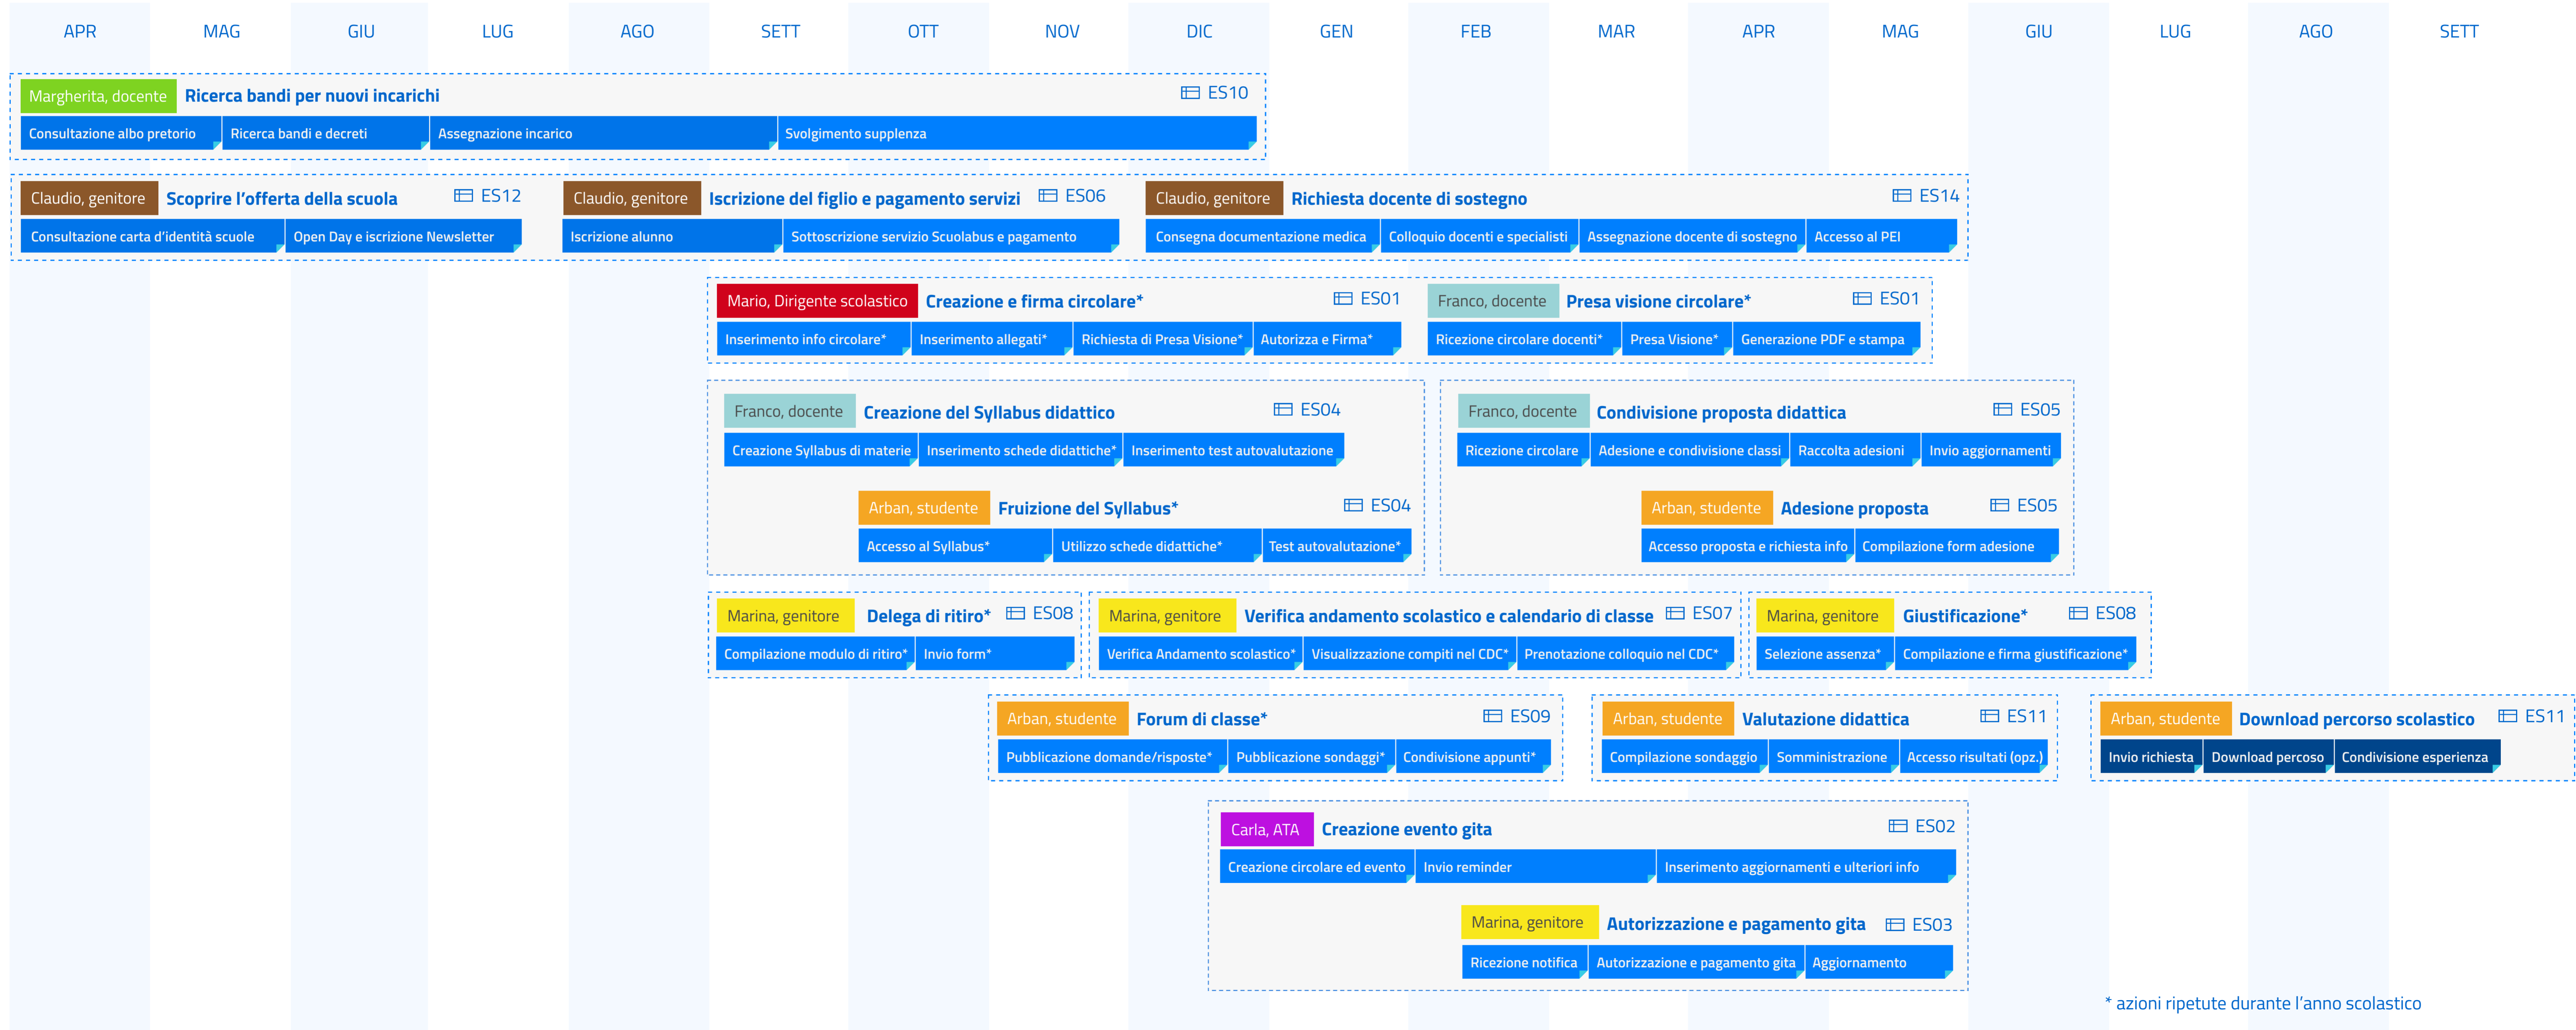 APR MAG GIU LUG AGO SETT OTT NOV DIC GEN FEB MAR APR MAG GIU LUG AGO SETT
Margherita, docente Ricerca bandi per nuovi incarichi ES10
Consultazione albo pretorio Ricerca bandi e decreti Assegnazione incarico Svolgimento supplenza
Claudio, genitore Scoprire l'offerta della scuola ES12 Claudio, genitore Iscrizione del figlio e pagamento servizi ES06 Claudio, genitore Richiesta docente di sostegno ES14
Consultazione carta d'identità scuole Open Day e iscrizione Newsletter Iscrizione alunno Sottoscrizione servizio Scuolabus e pagamento Consegna documentazione medica Colloquio docenti e specialisti Assegnazione docente di sostegno Accesso al PEI
Mario, Dirigente scolastico Creazione e firma circolare* ES01 Franco, docente Presa visione circolare* ES01
Inserimento info circolare* Inserimento allegati* Richiesta di Presa Visione* Autorizza e Firma* Ricezione circolare docenti* Presa Visione* Generazione PDF e stampa
Franco, docente Creazione del Syllabus didattico ES04 Franco, docente Condivisione proposta didattica ES05
Creazione Syllabus di materie Inserimento schede didattiche* Inserimento test autovalutazione Ricezione circolare Adesione e condivisione classi Raccolta adesioni Invio aggiornamenti
Arban, studente Fruizione del Syllabus* ES04 Arban, studente Adesione proposta ES05
Accesso al Syllabus* Utilizzo schede didattiche* Test autovalutazione* Accesso proposta e richiesta info Compilazione form adesione
Marina, genitore Delega di ritiro* ES08 Marina, genitore Verifica andamento scolastico e calendario di classe ES07 Marina, genitore Giustificazione* ES08
Compilazione modulo di ritiro* Invio form* Verifica Andamento scolastico* Visualizzazione compiti nel CDC* Prenotazione colloquio nel CDC* Selezione assenza* Compilazione e firma giustificazione*
Arban, studente Forum di classe* ES09 Arban, studente Valutazione didattica ES11 Arban, studente Download percorso scolastico ES11
Pubblicazione domande/risposte* Pubblicazione sondaggi* Condivisione appunti* Compilazione sondaggio Somministrazione Accesso risultati (opz.) Invio richiesta Download percoso Condivisione esperienza
Carla, ATA Creazione evento gita ES02
Creazione circolare ed evento Invio reminder Inserimento aggiornamenti e ulteriori info
Marina, genitore Autorizzazione e pagamento gita ES03
Ricezione notifica Autorizzazione e pagamento gita Aggiornamento
* azioni ripetute durante l'anno scolastico